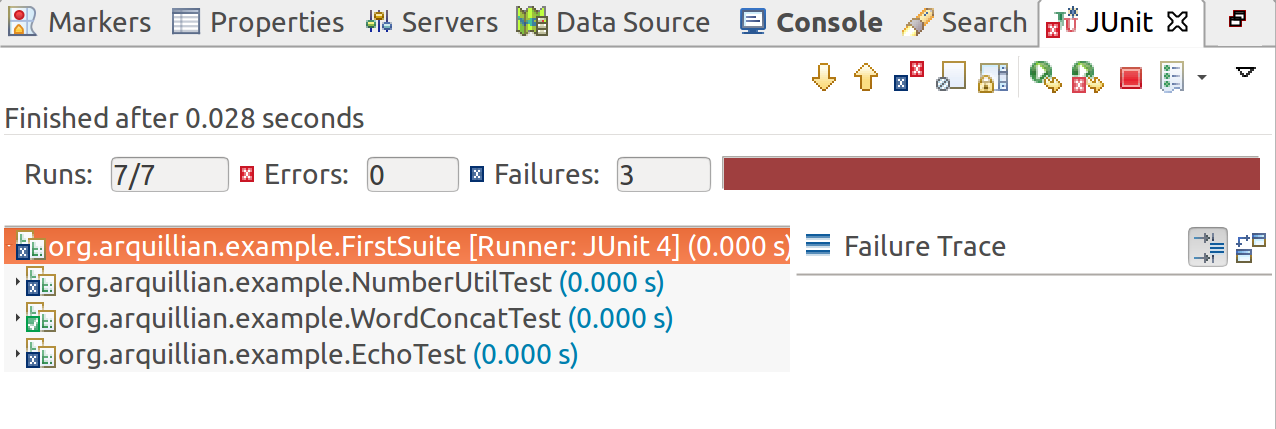 Markers Properties Servers Data Source Console Search JUnit
Finished after 0.028 seconds
Runs: 7/7 Errors: 0 Failures: 3
org.arquillian.example.FirstSuite [Runner: JUnit 4] (0.000 s)
Failure Trace
org.arquillian.example.NumberUtilTest (0.000 s)
org.arquillian.example.WordConcatTest (0.000 s)
org.arquillian.example.EchoTest (0.000 s)